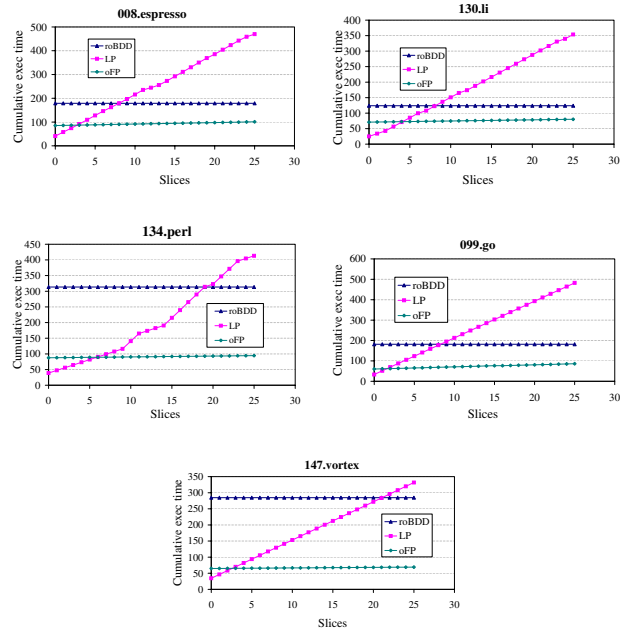 008.espresso
Cumulative exec time
500
400
300
200
100
0
roBDD
LP
oFP
0 5 10 15 20 25 30
Slices
130.li
Cumulative exec time
400
350
300
250
200
150
100
50
0
roBDD
LP
oFP
0 5 10 15 20 25 30
Slices
134.perl
Cumulative exec time
450
400
350
300
250
200
150
100
50
0
roBDD
LP
oFP
0 5 10 15 20 25 30
Slices
099.go
Cumulative exec time
600
500
400
300
200
100
0
roBDD
LP
oFP
0 5 10 15 20 25 30
Slices
147.vortex
Cumulative exec time
350
300
250
200
150
100
50
0
roBDD
LP
oFP
0 5 10 15 20 25 30
Slices